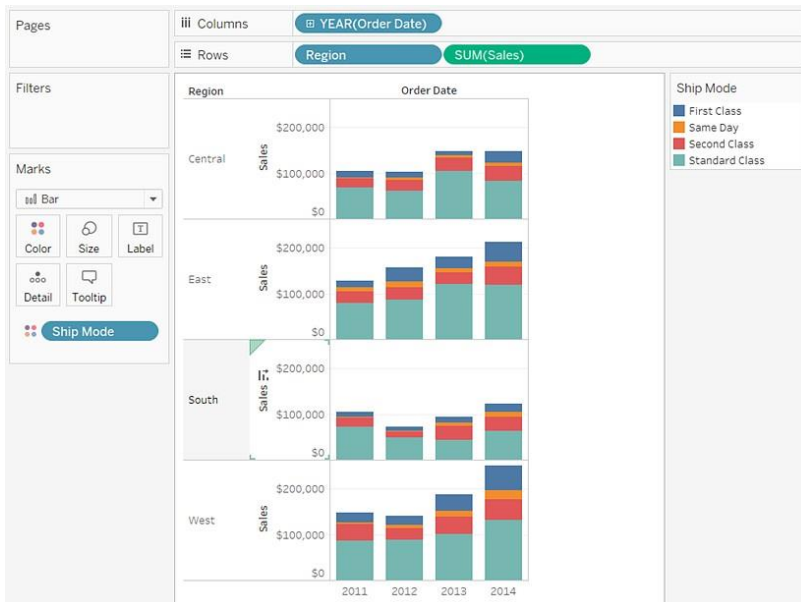 Pages
iii Columns
YEAR(Order Date)
Rows
Region
SUM(Sales)
Filters
Marks
Bar
Color
Size
Label
Detail
Tooltip
Ship Mode
Region
Order Date
Central
Sales
$200,000
$100,000
$0
East
Sales
$200,000
$100,000
$0
South
Sales
$200,000
$100,000
$0
West
Sales
$200,000
$100,000
$0
2011 2012 2013 2014
Ship Mode
First Class
Same Day
Second Class
Standard Class